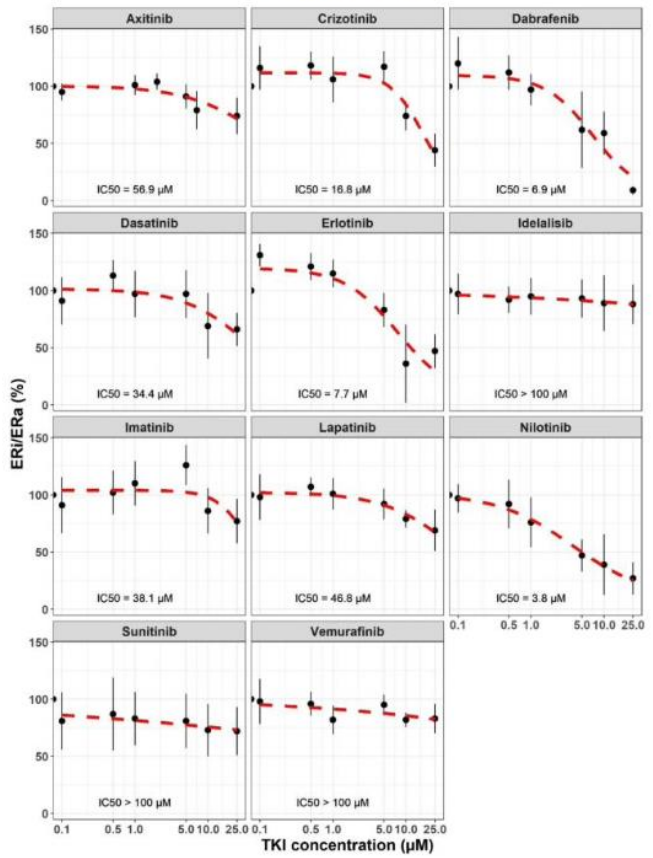 Axitinib
Crizotinib
Dabrafenib
150
100
50
0
IC50 = 56.9 µM
IC50 = 16.8 µM
IC50 = 6.9 µM
Dasatinib
Erlotinib
Idelalisib
150
100
50
0
IC50 = 34.4 µM
IC50 = 7.7 µM
IC50 > 100 µM
ERi/ERa (%)
Imatinib
Lapatinib
Nilotinib
150
100
50
0
IC50 = 38.1 µM
IC50 = 46.8 µM
IC50 = 3.8 µM
0.1 0.5 1.0 5.0 10.0 25.0
Sunitinib
Vemurafinib
150
100
50
0
IC50 > 100 µM
IC50 > 100 µM
0.1 0.5 1.0 5.0 10.0 25.0
0.1 0.5 1.0 5.0 10.0 25.0
TKI concentration (µM)